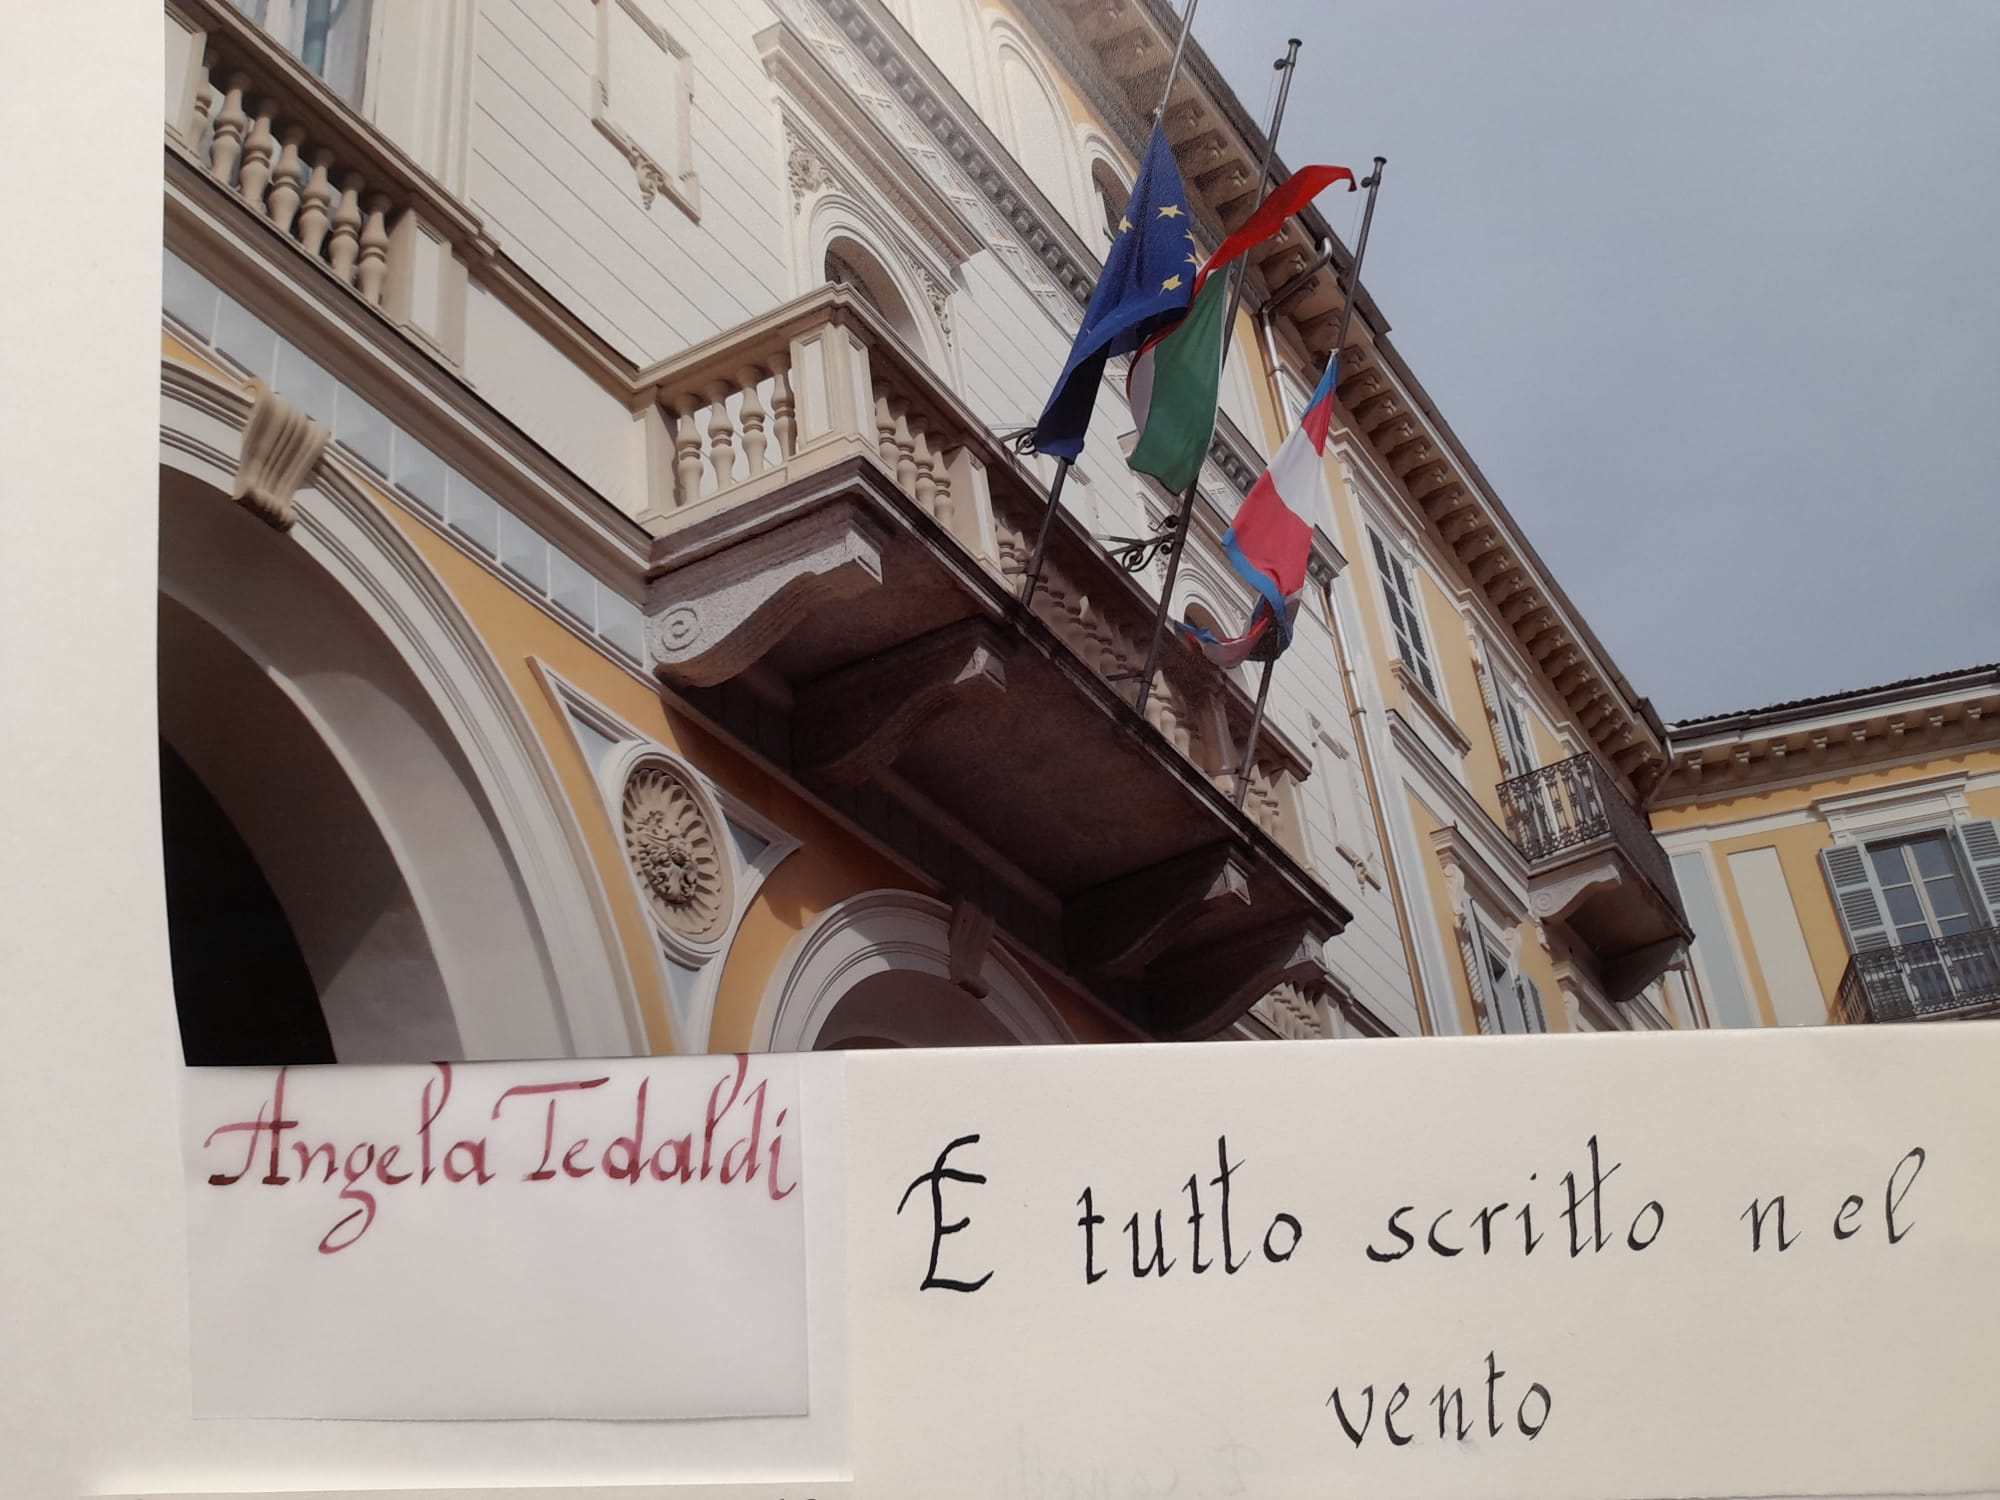 Angela Tedaldi
E tutto scritto nel
vento